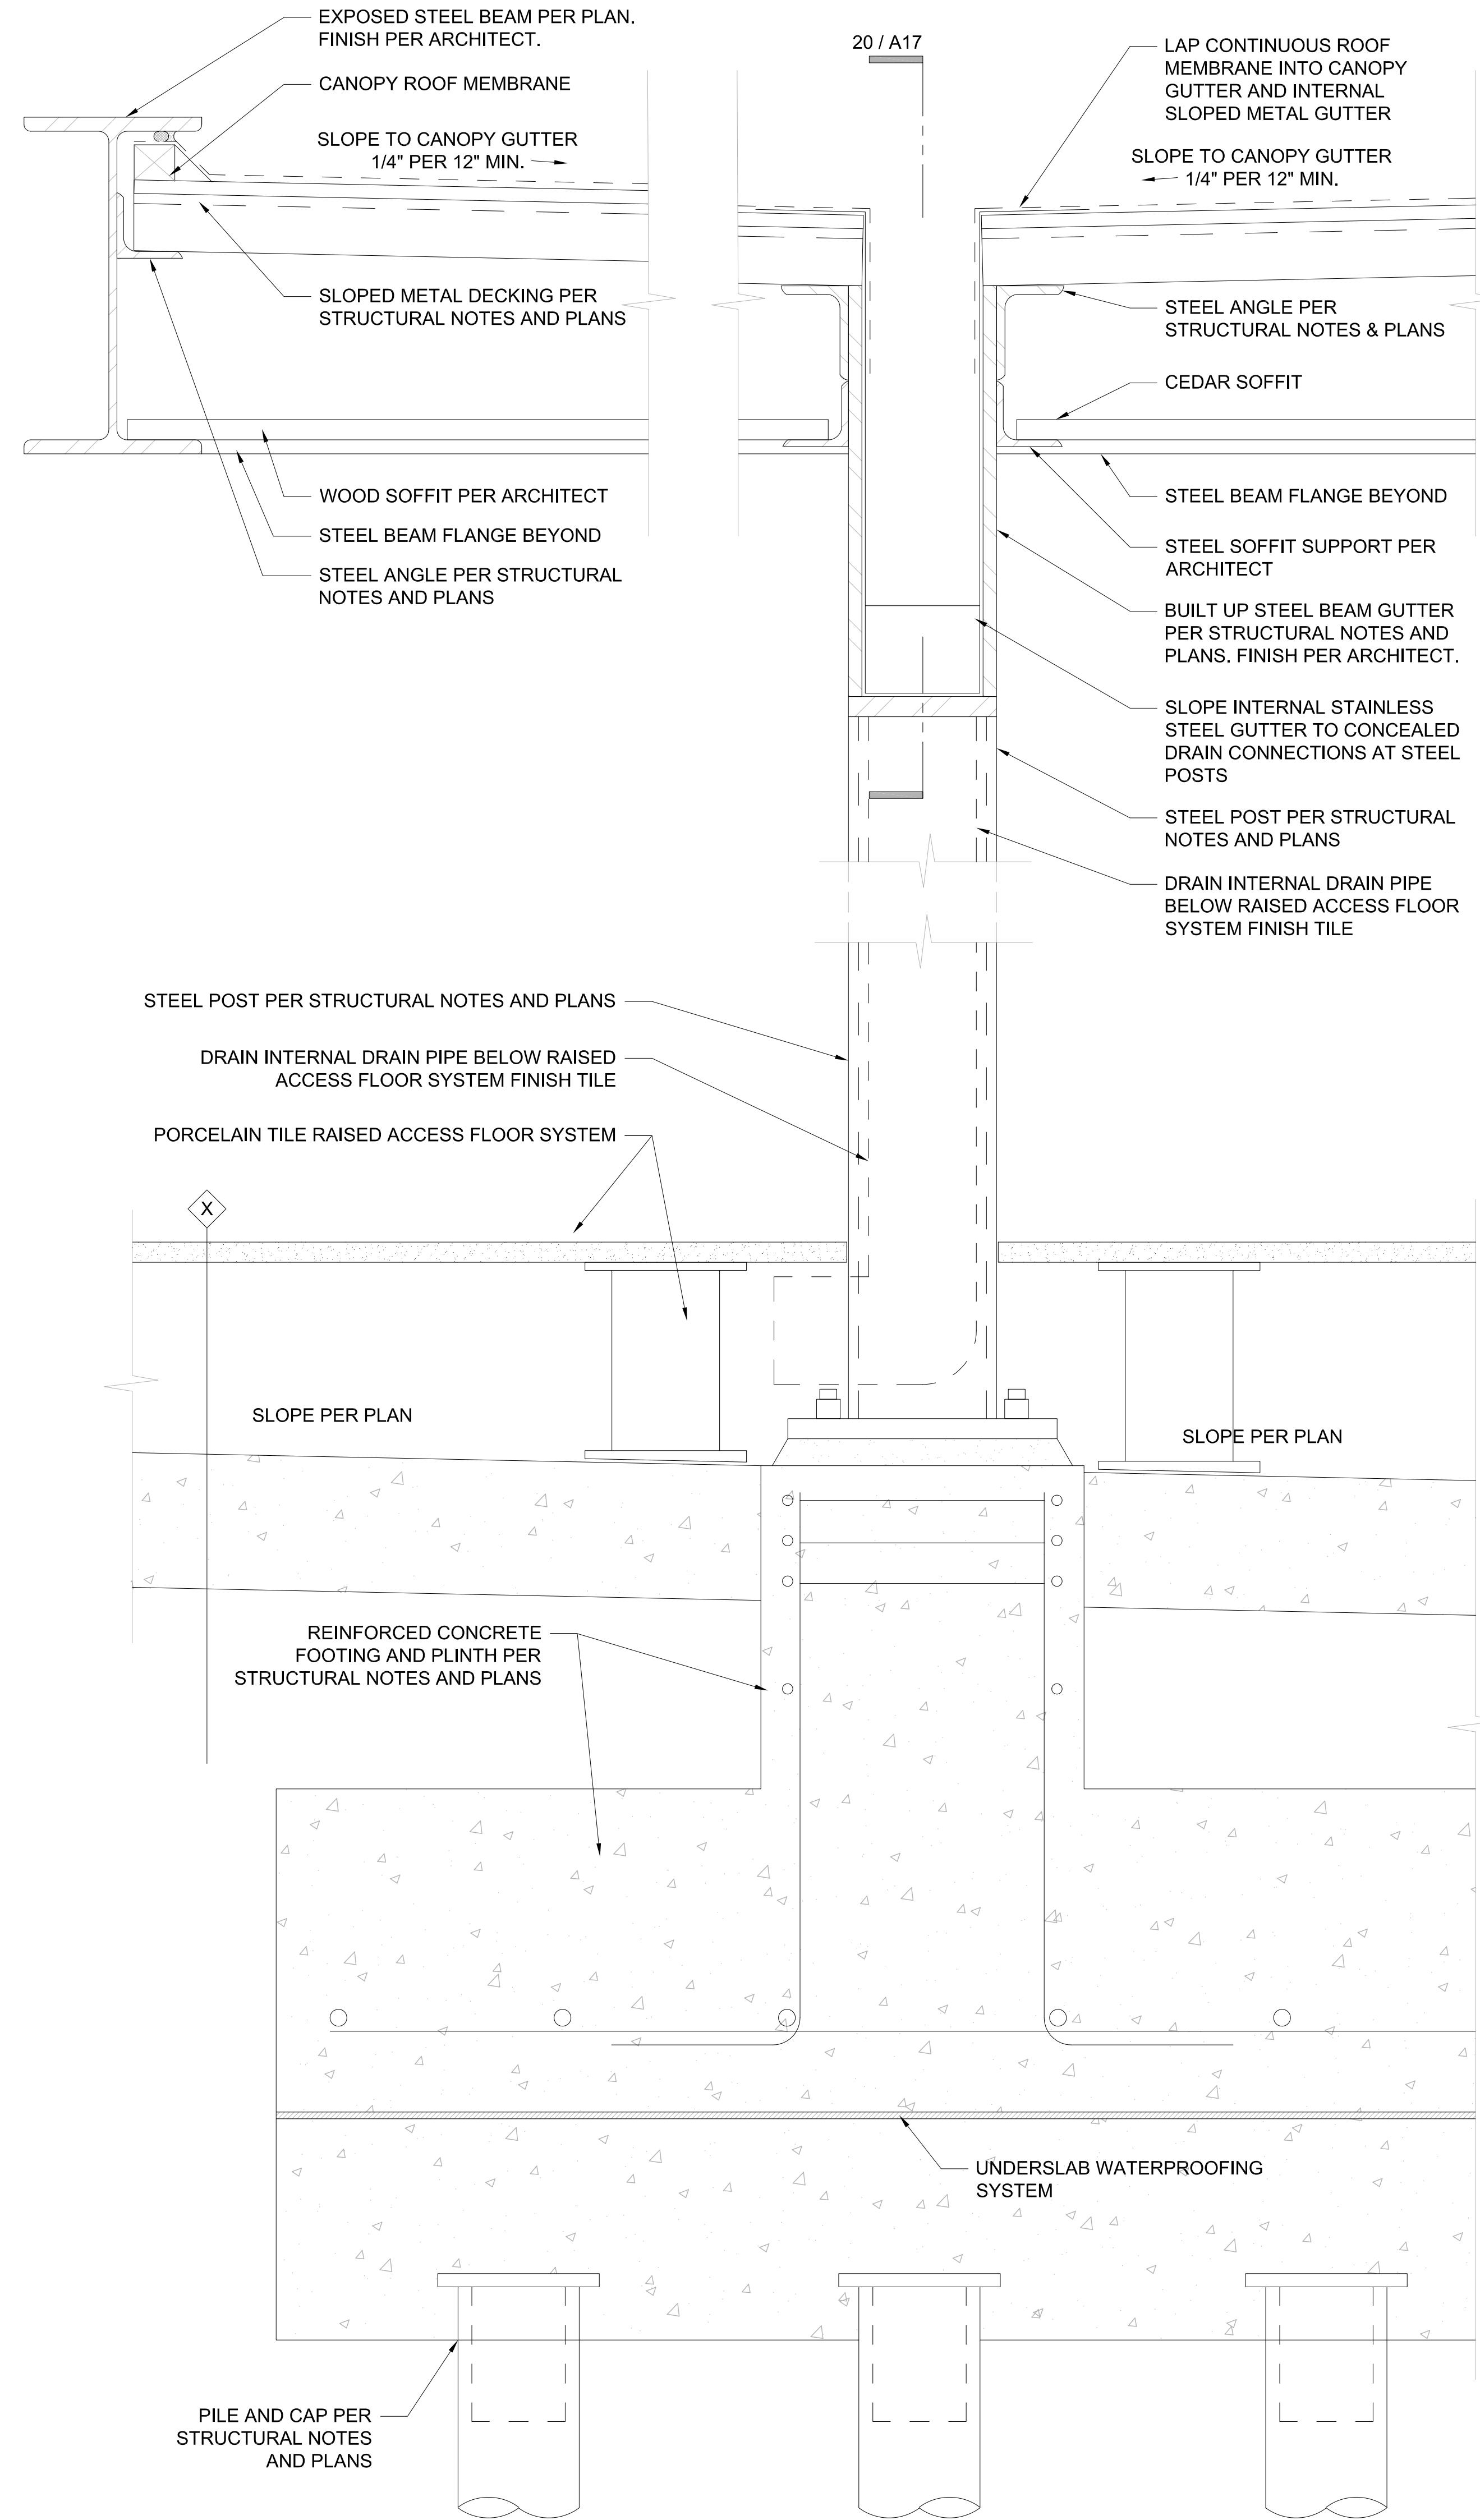 EXPOSED STEEL BEAM PER PLAN.
FINISH PER ARCHITECT.
CANOPY ROOF MEMBRANE
SLOPE TO CANOPY GUTTER
1/4" PER 12" MIN.
SLOPED METAL DECKING PER
STRUCTURAL NOTES AND PLANS
WOOD SOFFIT PER ARCHITECT
STEEL BEAM FLANGE BEYOND
STEEL ANGLE PER STRUCTURAL
NOTES AND PLANS
20 / A17
LAP CONTINUOUS ROOF
MEMBRANE INTO CANOPY
GUTTER AND INTERNAL
SLOPED METAL GUTTER
SLOPE TO CANOPY GUTTER
1/4" PER 12" MIN.
STEEL ANGLE PER
STRUCTURAL NOTES & PLANS
CEDAR SOFFIT
STEEL BEAM FLANGE BEYOND
STEEL SOFFIT SUPPORT PER
ARCHITECT
BUILT UP STEEL BEAM GUTTER
PER STRUCTURAL NOTES AND
PLANS. FINISH PER ARCHITECT.
SLOPE INTERNAL STAINLESS
STEEL GUTTER TO CONCEALED
DRAIN CONNECTIONS AT STEEL
POSTS
STEEL POST PER STRUCTURAL
NOTES AND PLANS
DRAIN INTERNAL DRAIN PIPE
BELOW RAISED ACCESS FLOOR
SYSTEM FINISH TILE
STEEL POST PER STRUCTURAL NOTES AND PLANS
DRAIN INTERNAL DRAIN PIPE BELOW RAISED
ACCESS FLOOR SYSTEM FINISH TILE
PORCELAIN TILE RAISED ACCESS FLOOR SYSTEM
X
SLOPE PER PLAN
SLOPE PER PLAN
REINFORCED CONCRETE
FOOTING AND PLINTH PER
STRUCTURAL NOTES AND PLANS
UNDERSLAB WATERPROOFING
SYSTEM
PILE AND CAP PER
STRUCTURAL NOTES
AND PLANS